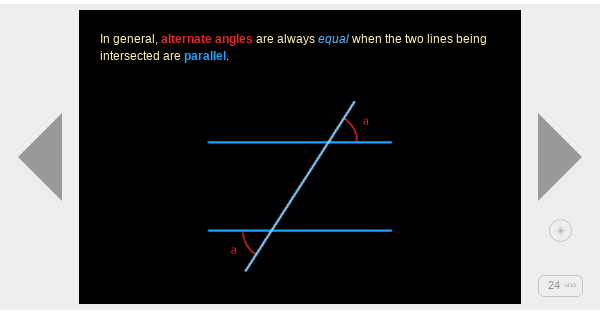 In general, alternate angles are always equal when the two lines being
intersected are parallel.
a
a
24